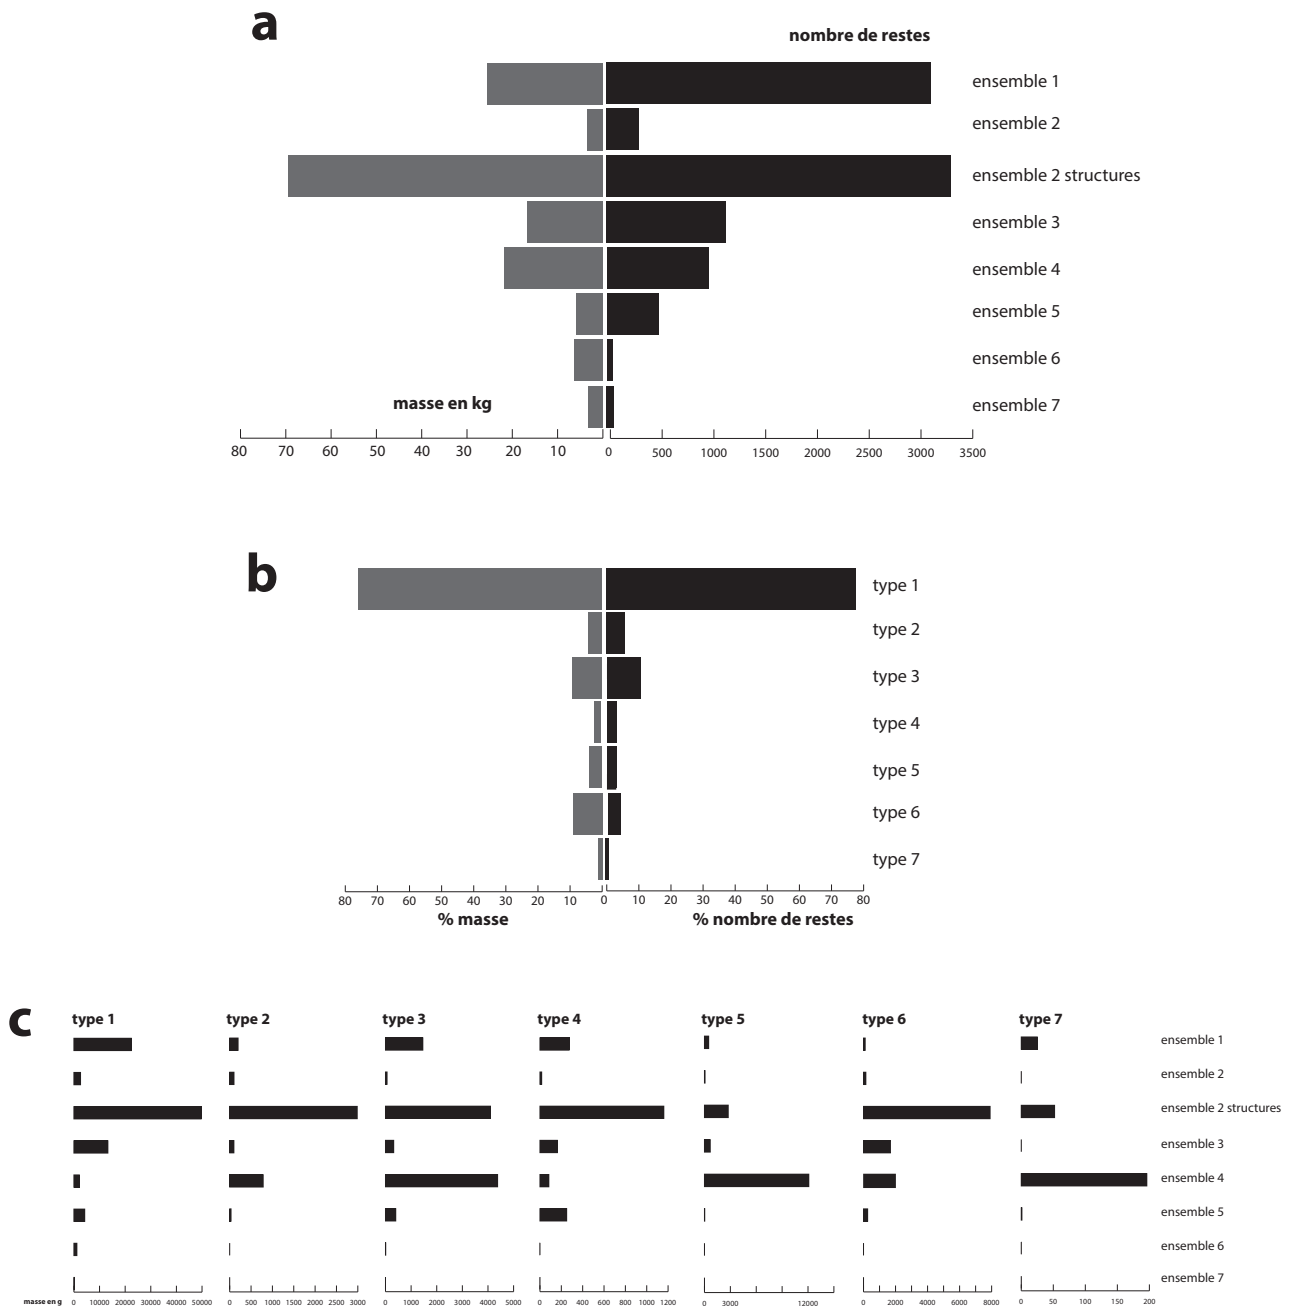 a
nombre de restes
ensemble 1
ensemble 2
ensemble 2 structures
ensemble 3
ensemble 4
ensemble 5
ensemble 6
ensemble 7
masse en kg
80 70 60 50 40 30 20 10 0 500 1000 1500 2000 2500 3000 3500
b
type 1
type 2
type 3
type 4
type 5
type 6
type 7
80 70 60 50 40 30 20 10 0 10 20 30 40 50 60 70 80
% masse % nombre de restes
c
type 1 type 2 type 3 type 4 type 5 type 6 type 7
ensemble 1
ensemble 2
ensemble 2 structures
ensemble 3
ensemble 4
ensemble 5
ensemble 6
ensemble 7
masse en g 0 10000 20000 30000 40000 50000 0 500 1000 1500 2000 2500 3000 0 1000 2000 3000 4000 5000 0 200 400 600 800 1000 1200 0 3000 12000 0 2000 4000 6000 8000 0 50 100 150 200